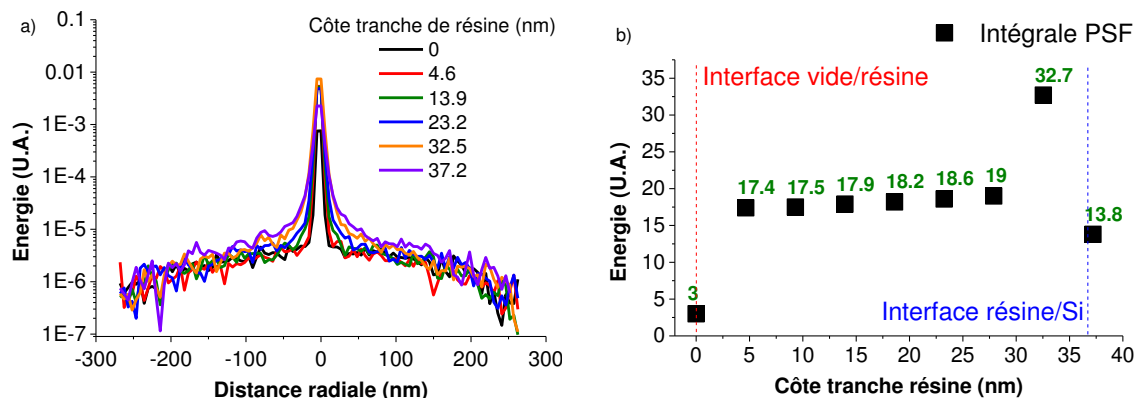 a)
Côte tranche de résine (nm)
0
4.6
13.9
23.2
32.5
37.2
Energie (U.A.)
0.1
0.01
1E-3
1E-4
1E-5
1E-6
1E-7
-300 -200 -100 0 100 200 300
Distance radiale (nm)
b)
Intégrale PSF
Interface vide/résine
32.7
17.4 17.5 17.9 18.2 18.6 19
13.8
3
Interface résine/Si
Energie (U.A.)
35
30
25
20
15
10
5
0
0 5 10 15 20 25 30 35 40
Côte tranche résine (nm)